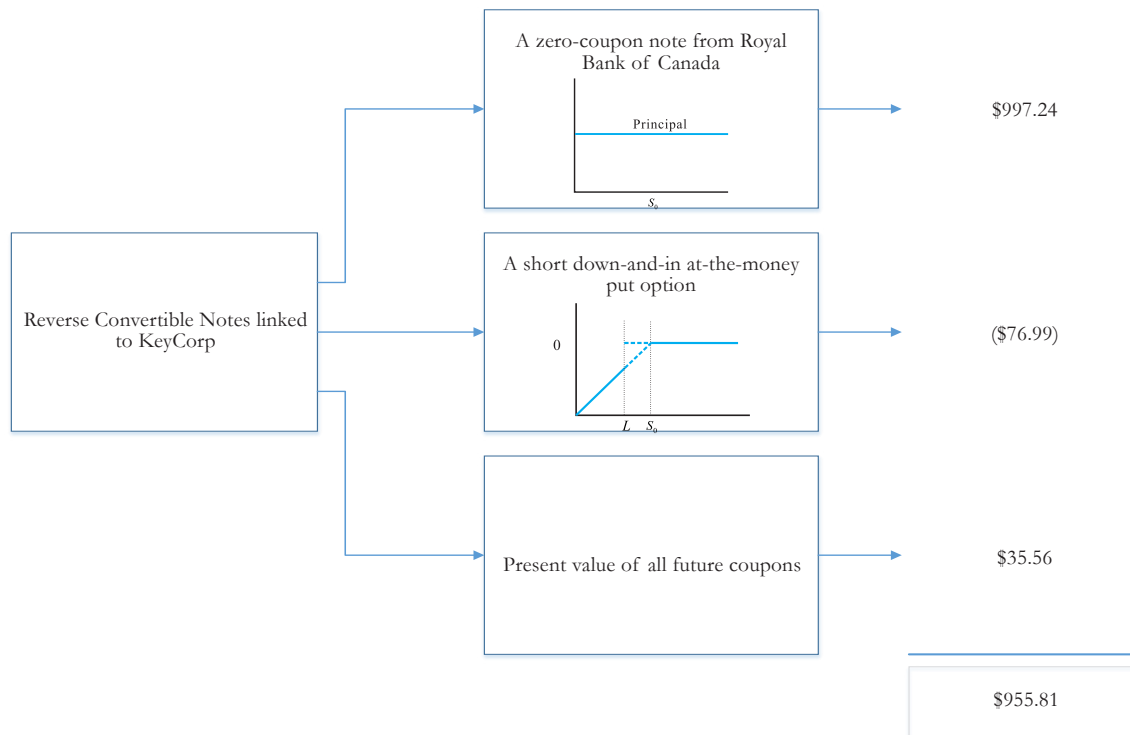 A zero-coupon note from Royal
Bank of Canada
Principal
S₀
$997.24
Reverse Convertible Notes linked
to KeyCorp
A short down-and-in at-the-money
put option
0
L S₀
($76.99)
Present value of all future coupons
$35.56
$955.81